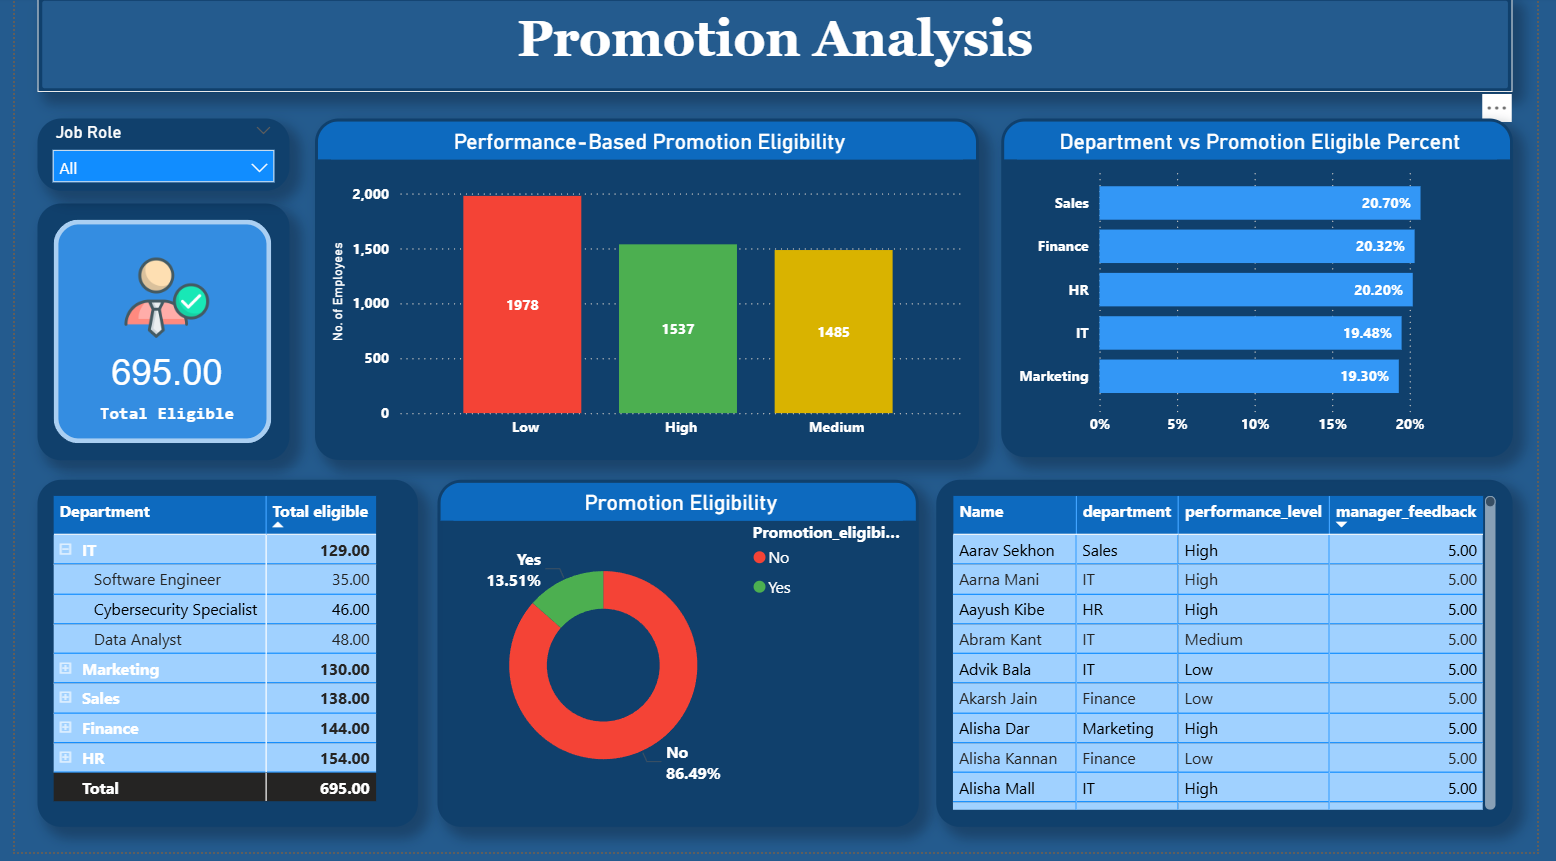 Promotion Analysis
Job Role
All
695.00
Total Eligible
Performance-Based Promotion Eligibility
No. of Employees
2,000
1,500
1,000
500
0
1978
1537
1485
Low High Medium
Department vs Promotion Eligible Percent
Sales 20.70%
Finance 20.32%
HR 20.20%
IT 19.48%
Marketing 19.30%
0% 5% 10% 15% 20%
Department Total eligible
IT 129.00
Software Engineer 35.00
Cybersecurity Specialist 46.00
Data Analyst 48.00
Marketing 130.00
Sales 138.00
Finance 144.00
HR 154.00
Total 695.00
Promotion Eligibility
Promotion_eligibi...
No
Yes
Yes
13.51%
No
86.49%
Name department performance_level manager_feedback
Aarav Sekhon Sales High 5.00
Aarna Mani IT High 5.00
Aayush Kibe HR High 5.00
Abram Kant IT Medium 5.00
Advik Bala IT Low 5.00
Akarsh Jain Finance Low 5.00
Alisha Dar Marketing High 5.00
Alisha Kannan Finance Low 5.00
Alisha Mall IT High 5.00